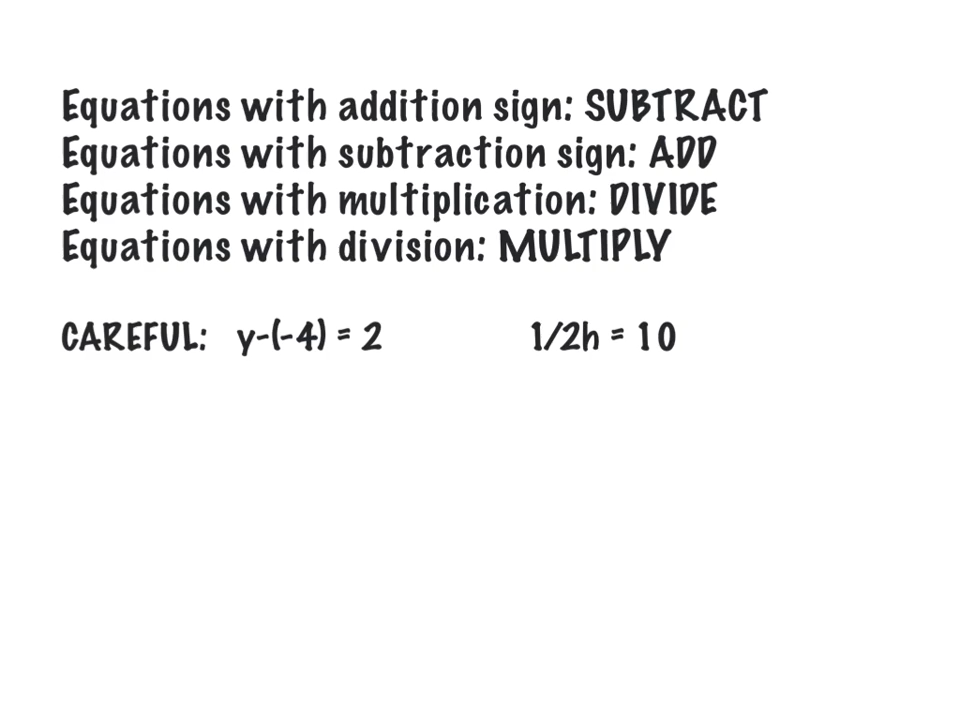 Equations with addition sign: SUBTRACT
Equations with subtraction sign: ADD
Equations with multiplication: DIVIDE
Equations with division: MULTIPLY
CAREFUL: y-(-4) = 2 1/2h = 10